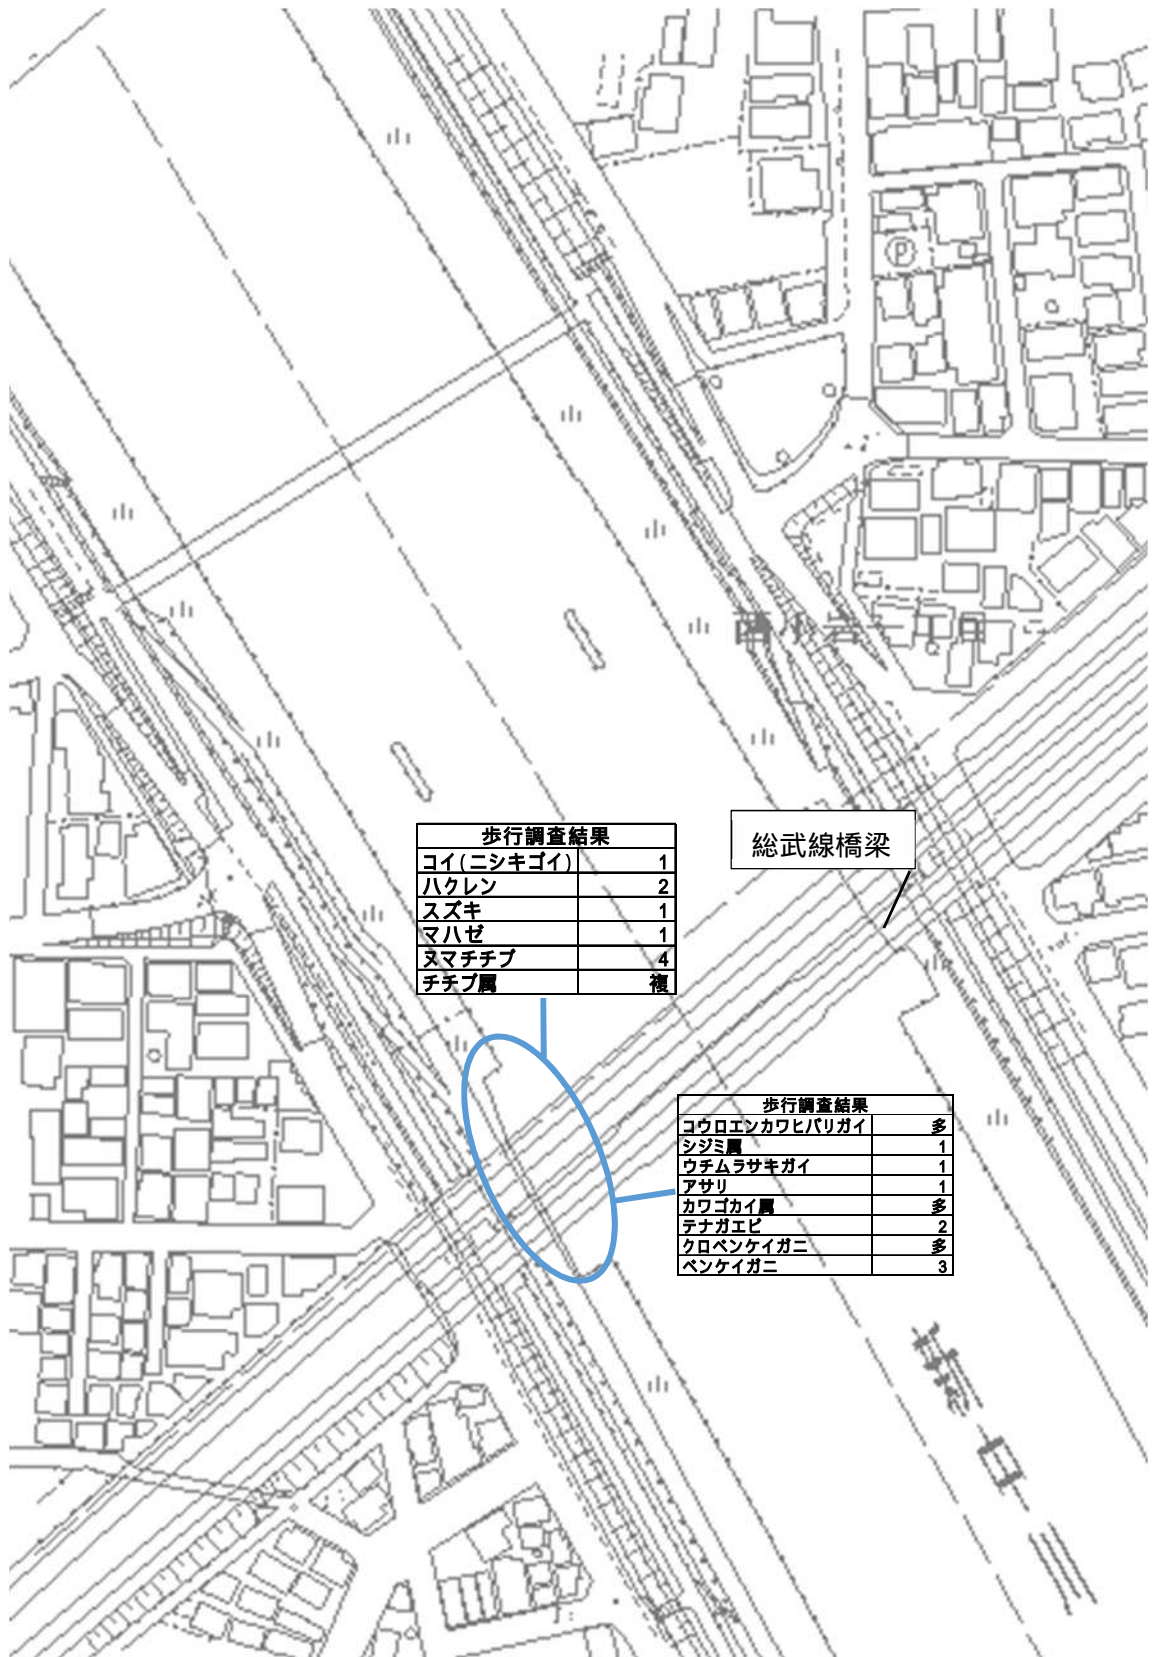 Ⓟ
歩行調査結果
コイ(ニシキゴイ) 1
ハクレン 2
スズキ 1
マハゼ 1
ヌマチチブ 4
チチブ属 複
総武線橋梁
歩行調査結果
コウロエンカワヒバリガイ 多
シジミ属 1
ウチムラサキガイ 1
アサリ 1
カワゴカイ属 多
テナガエビ 2
クロベンケイガニ 多
ベンケイガニ 3